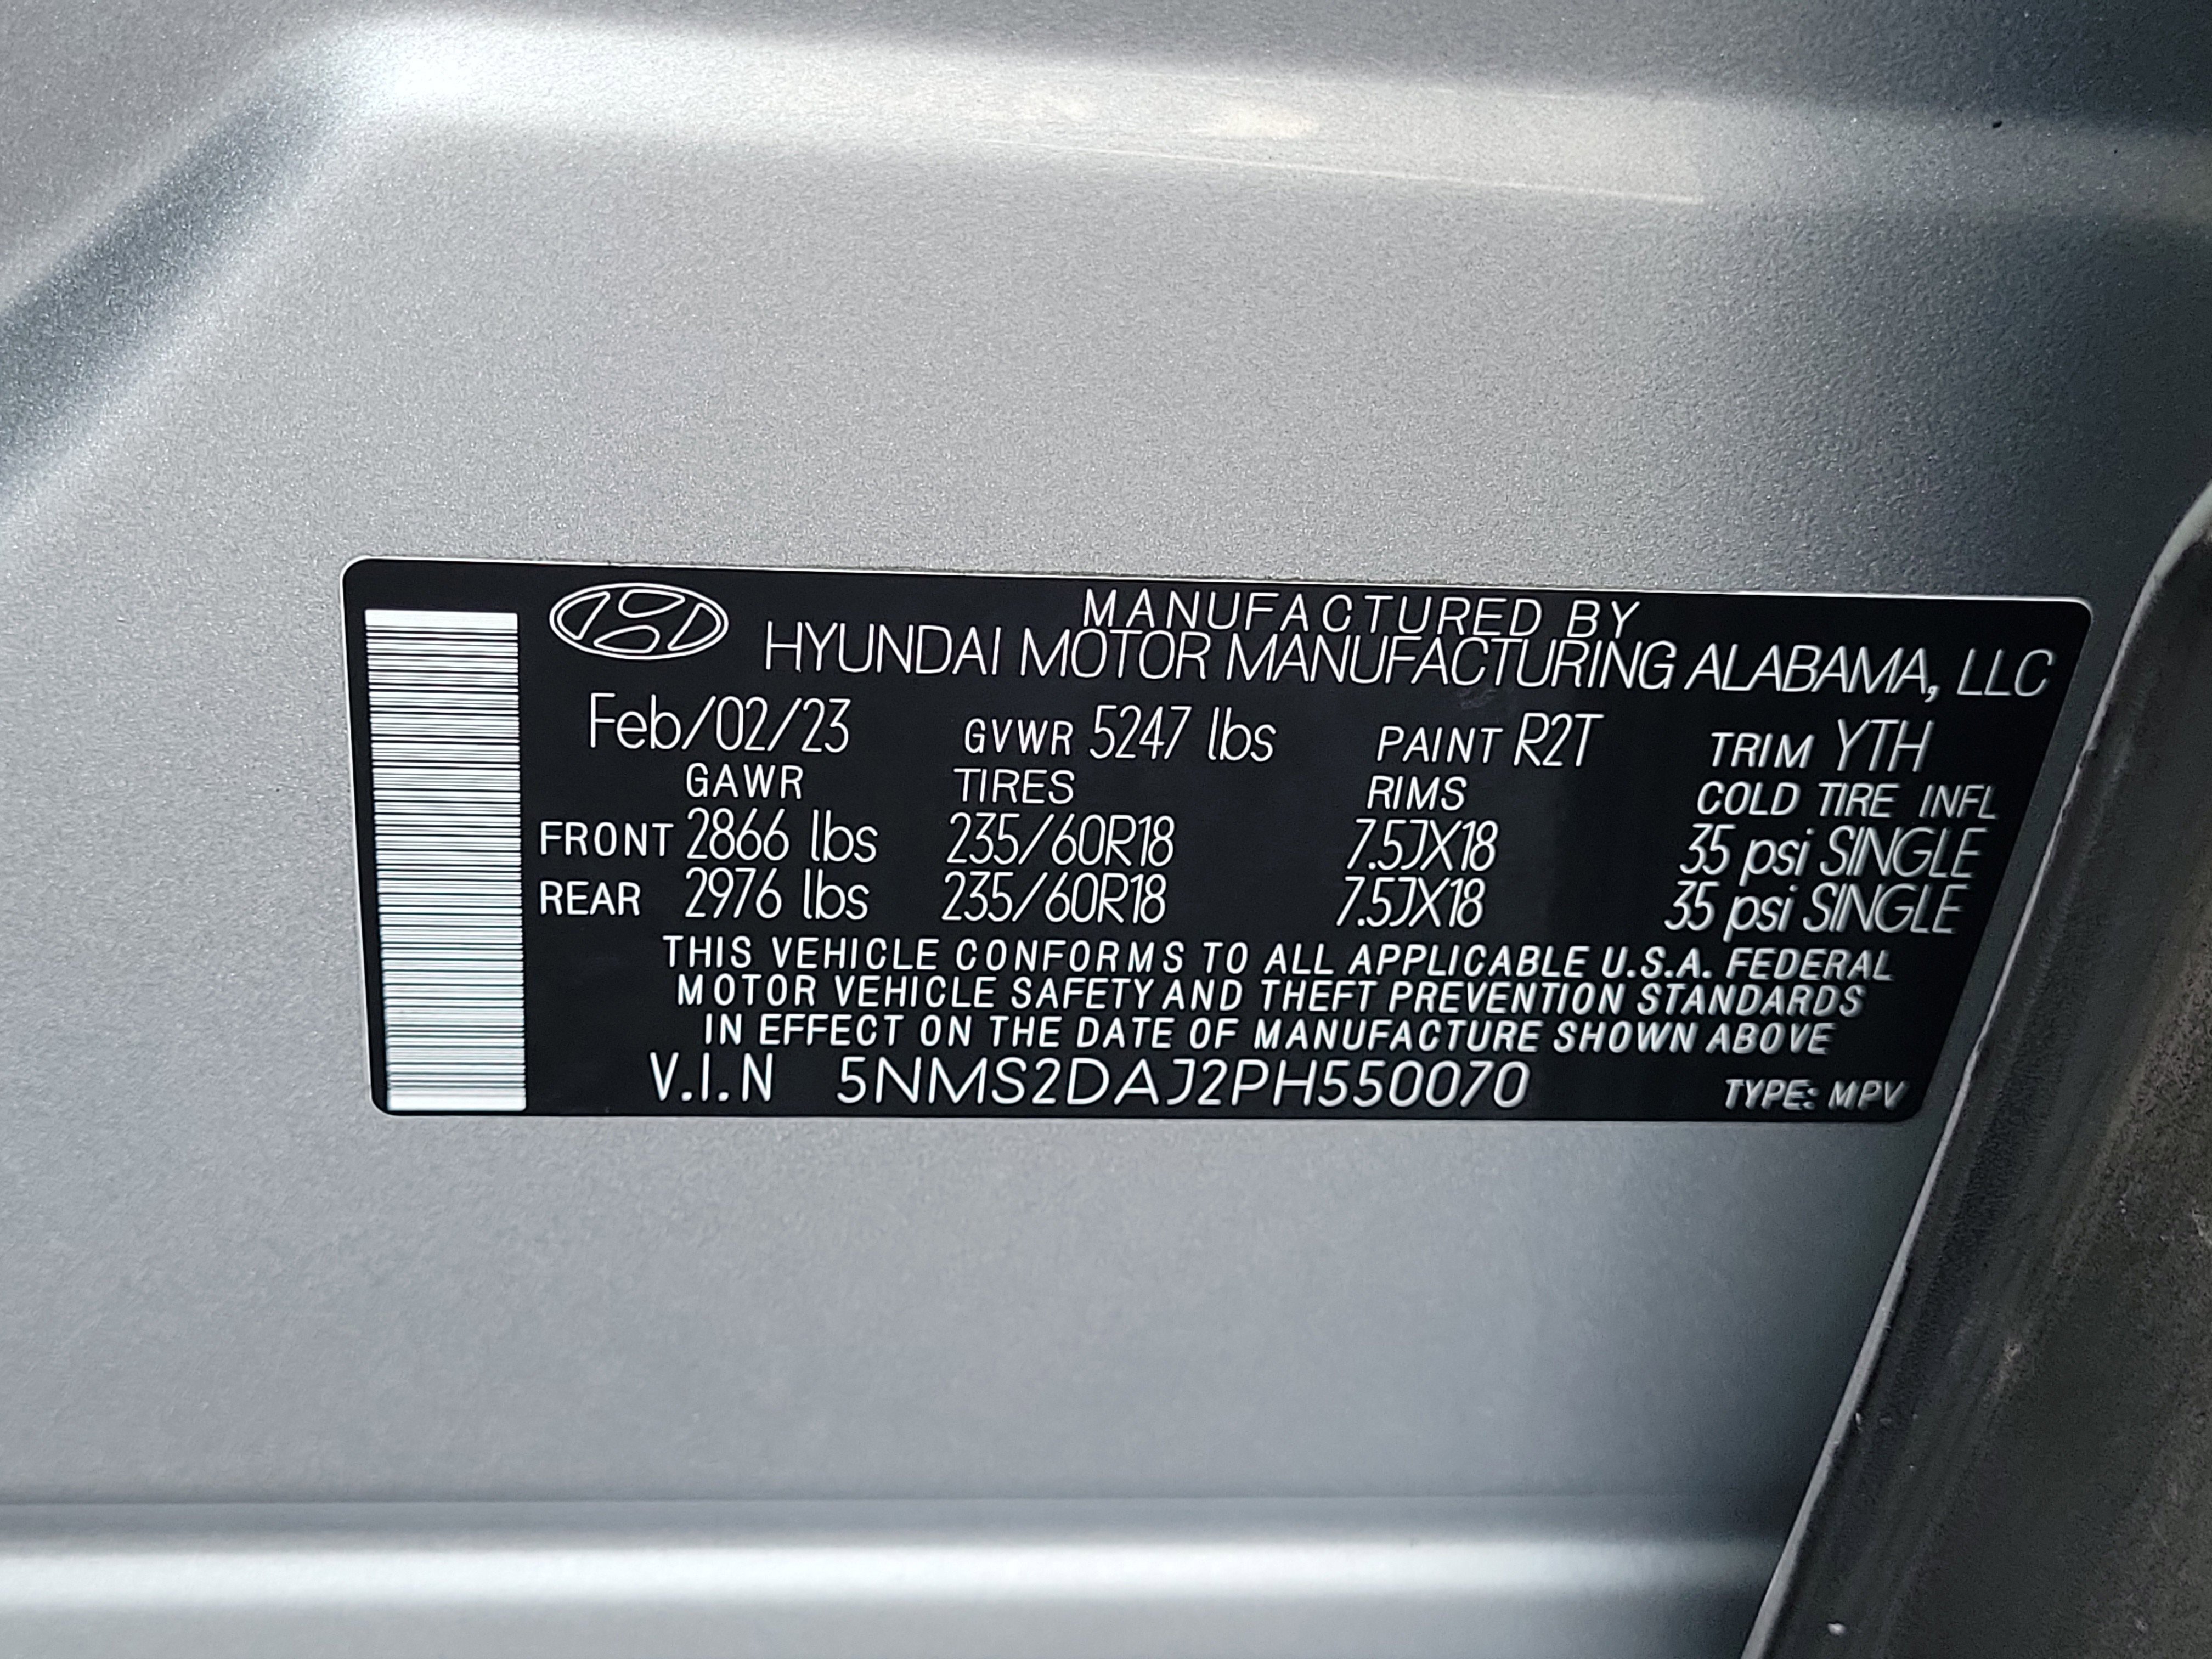 MANUFACTURED BY
HYUNDAI MOTOR MANUFACTURING ALABAMA, LLC
Feb/02/23 GVWR 5247 lbs PAINT R2T TRIM YTH
GAWR TIRES RIMS COLD TIRE INFL
FRONT 2866 lbs 235/60R18 7.5JX18 35 psi SINGLE
REAR 2976 lbs 235/60R18 7.5JX18 35 psi SINGLE
THIS VEHICLE CONFORMS TO ALL APPLICABLE U.S.A. FEDERAL
MOTOR VEHICLE SAFETY AND THEFT PREVENTION STANDARDS
IN EFFECT ON THE DATE OF MANUFACTURE SHOWN ABOVE
V.I.N 5NMS2DAJ2PH550070 TYPE: MPV